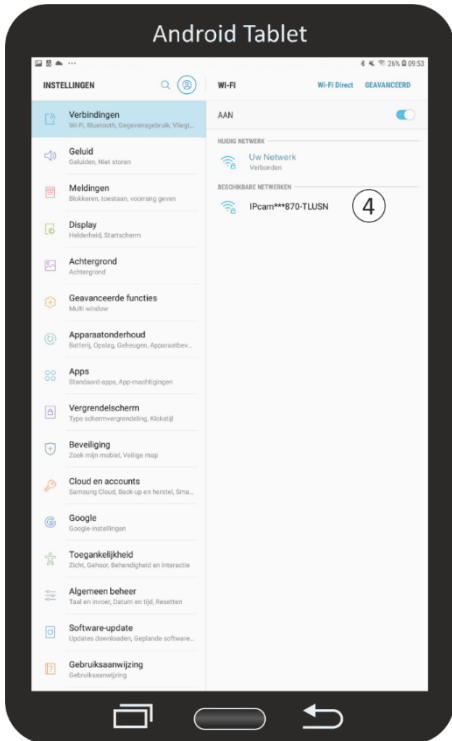 Android Tablet
26% 09:53
INSTELLINGEN
WI-FI
Wi-Fi Direct
GEAVANCEERD
Verbindingen
Wi-Fi, Bluetooth, Gegevensgebruik, Vliegt...
Geluid
Geluiden, Niet storen
Meldingen
Blokkeren, toestaan, voorrang geven
Display
Helderheid, Startscherm
Achtergrond
Achtergrond
Geavanceerde functies
Multi window
Apparaatonderhoud
Batterij, Opslag, Geheugen, Apparaatbev...
Apps
Standaard-apps, App-machtigingen
Vergrendelscherm
Type schermvergrendeling, Klokstijl
Beveiliging
Zoek mijn mobiel, Veilige map
Cloud en accounts
Samsung Cloud, Back-up en herstel, Sma...
Google
Google-instellingen
Toegankelijkheid
Zicht, Gehoor, Behendigheid en interactie
Algemeen beheer
Taal en invoer, Datum en tijd, Resetten
Software-update
Updates downloaden, Geplande software...
Gebruiksaanwijzing
Gebruiksaanwijzing
AAN
HUIDIG NETWERK
Uw Netwerk
Verbonden
BESCHIKBARE NETWERKEN
IPcam***870-TLUSN
4